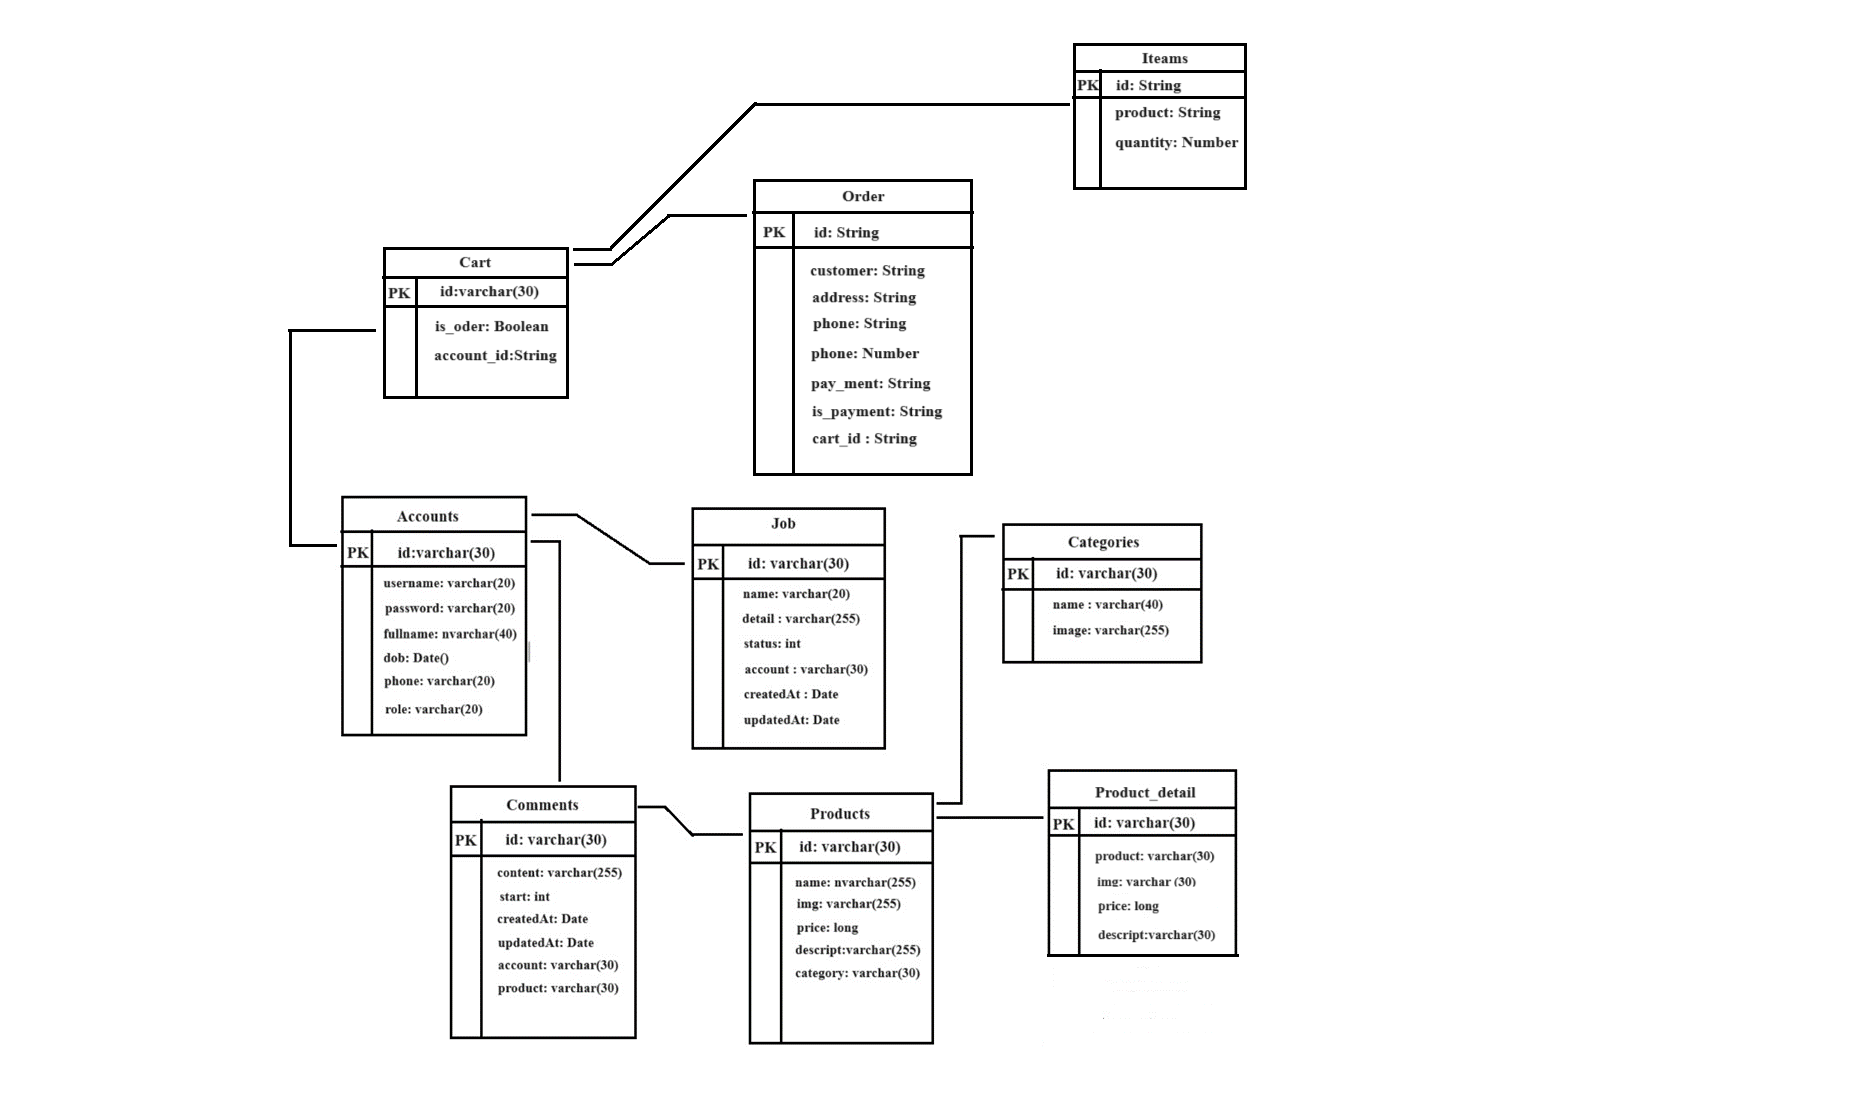 Iteams
PK id: String
product: String
quantity: Number
Order
PK id: String
customer: String
address: String
phone: String
phone: Number
pay_ment: String
is_payment: String
cart_id : String
Cart
PK id:varchar(30)
is_oder: Boolean
account_id:String
Accounts
PK id:varchar(30)
username: varchar(20)
password: varchar(20)
fullname: nvarchar(40)
dob: Date()
phone: varchar(20)
role: varchar(20)
Job
PK id: varchar(30)
name: varchar(20)
detail : varchar(255)
status: int
account : varchar(30)
createdAt : Date
updatedAt: Date
Categories
PK id: varchar(30)
name : varchar(40)
image: varchar(255)
Comments
PK id: varchar(30)
content: varchar(255)
start: int
createdAt: Date
updatedAt: Date
account: varchar(30)
product: varchar(30)
Products
PK id: varchar(30)
name: nvarchar(255)
img: varchar(255)
price: long
descript:varchar(255)
category: varchar(30)
Product_detail
PK id: varchar(30)
product: varchar(30)
img: varchar (30)
price: long
descript:varchar(30)